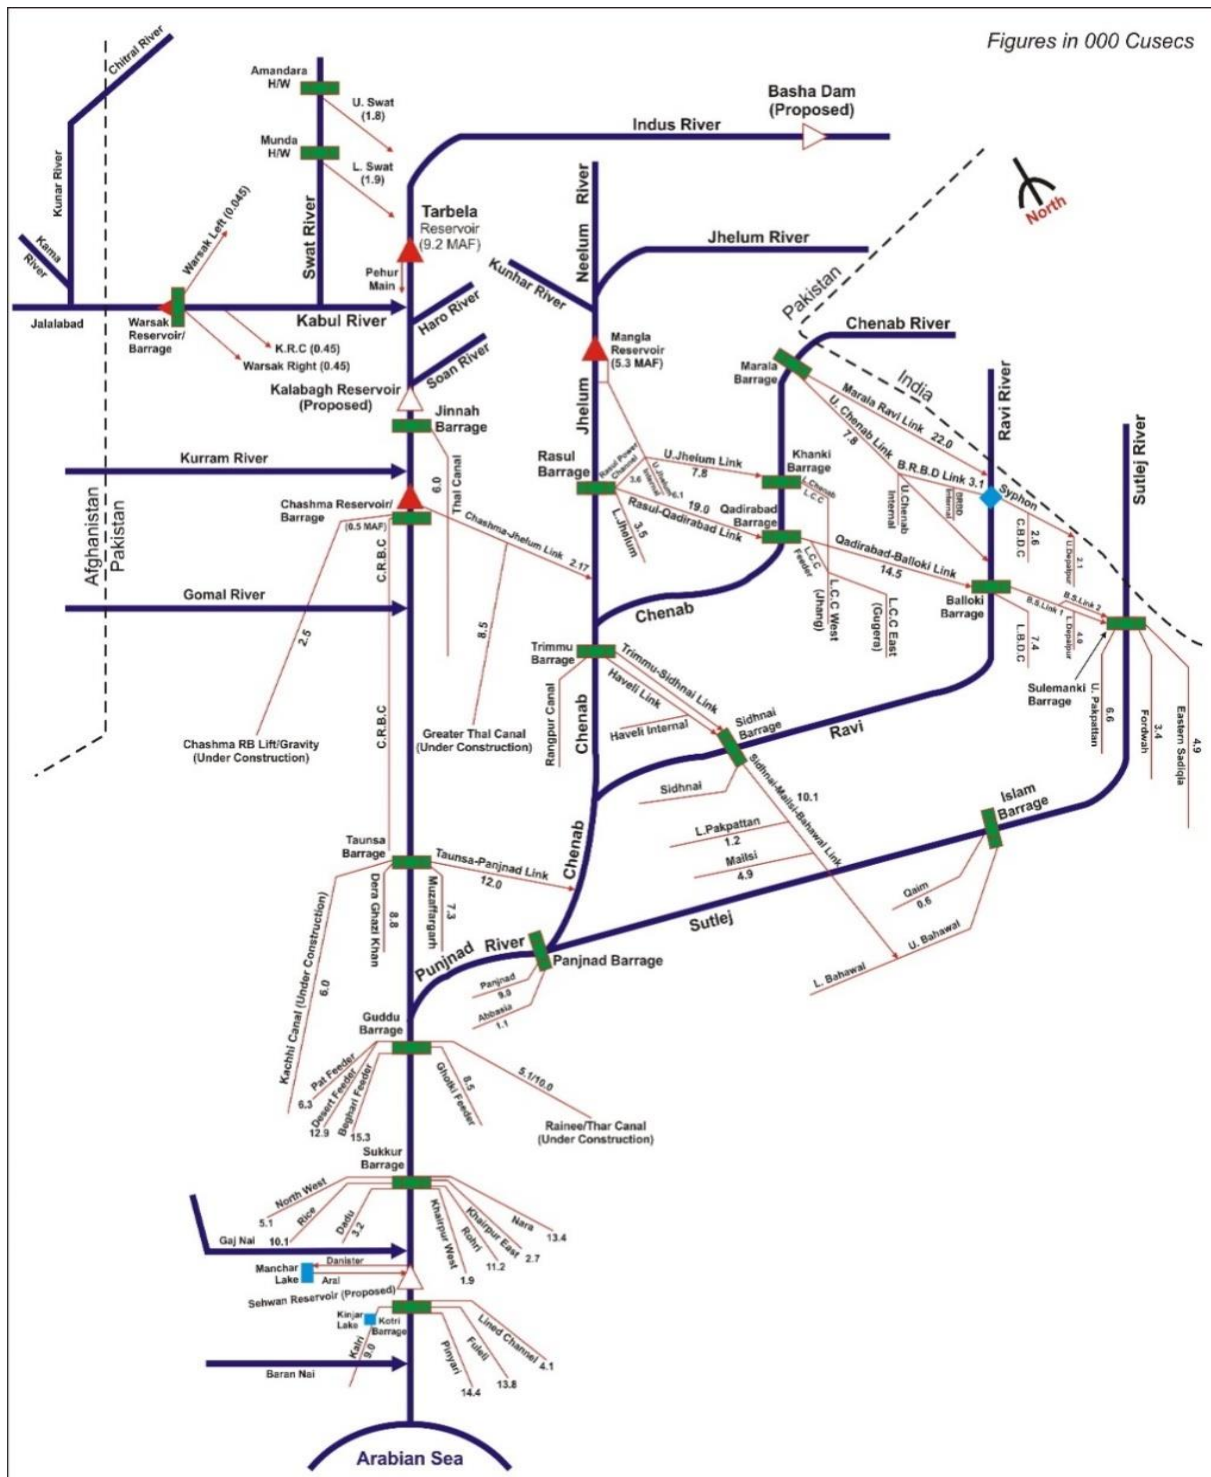 Figures in 000 Cusecs
Chitral River
Amandara
H/W
U. Swat
(1.8)
Basha Dam
(Proposed)
Indus River
Munda
H/W
L. Swat
(1.9)
Kunar River
Kama
River
Warsak Left (0.045)
Swat River
Tarbela
Reservoir
(9.2 MAF)
Pehur
Main
Neelum River
Jhelum River
Kunhar River
North
Pakistan
India
Jalalabad
Warsak
Reservoir/
Barrage
Kabul River
K.R.C (0.45)
Warsak Right (0.45)
Haro River
Soan River
Mangla
Reservoir
(5.3 MAF)
Chenab River
Marala
Barrage
Marala Ravi Link 22.0
U. Chenab Link
7.8
Ravi River
Sutlej River
Kalabagh Reservoir
(Proposed)
Jinnah
Barrage
Jhelum
Kurram River
6.0
Thal Canal
Rasul
Barrage
Rasul Power
Channel
3.6
U.Jhelum
Internal
6.1
U.Jhelum Link
7.8
Khanki
Barrage
L.Chenab
L.C.C
B.R.B.D Link 3.1
U.Chenab
Internal
BRBD
Internal
Syphon
Chashma Reservoir/
Barrage
(0.5 MAF)
C.R.B.C
Chashma-Jhelum Link 2.17
19.0
Rasul-Qadirabad Link
3.5
L.Jhelum
Qadirabad
Barrage
L.C.C
Feeder
Qadirabad-Balloki Link
14.5
2.6
C.B.D.C
2.1
U.Depalpur
Afghanistan
Pakistan
Gomal River
2.5
8.5
Chenab
L.C.C West
(Jhang)
L.C.C East
(Gugera)
Balloki
Barrage
B.S.Link 1
B.S.Link 2
4.0
L.Depalpur
7.4
L.B.D.C
Sulemanki
Barrage
6.6
U. Pakpattan
3.4
Fordwah
4.9
Eastern Sadiqia
Trimmu
Barrage
Trimmu-Sidhnai Link
Haveli Link
Haveli Internal
Rangpur Canal
Chenab
C.R.B.C
Chashma RB Lift/Gravity
(Under Construction)
Greater Thal Canal
(Under Construction)
Sidhnai
Barrage
Ravi
Sidhnai
Sidhnai-Mailsi-Bahawal Link
10.1
L.Pakpattan
1.2
Mailsi
4.9
Islam
Barrage
Qaim
0.6
U. Bahawal
L. Bahawal
Sutlej
Taunsa
Barrage
Taunsa-Panjnad Link
12.0
Chenab
8.8
Dera Ghazi Khan
7.3
Muzaffargarh
Kachhi Canal (Under Construction)
6.0
Punjnad River
Panjnad Barrage
Panjnad
9.0
Abbasia
1.1
Guddu
Barrage
Pat Feeder
6.3
Desert Feeder
12.9
Beghari Feeder
15.3
8.5
Ghotki Feeder
5.1/10.0
Rainee/Thar Canal
(Under Construction)
Sukkur
Barrage
North West
5.1
Rice
10.1
Dadu
3.2
Khairpur West
1.9
Rohri
11.2
Khairpur East
2.7
Nara
13.4
Gaj Nai
Danister
Manchar
Lake
Aral
Sehwan Reservoir (Proposed)
Kinjar
Lake
Kotri
Barrage
Kalri
9.0
Pinyari
14.4
Fuleli
13.8
Lined Channel
4.1
Baran Nai
Arabian Sea